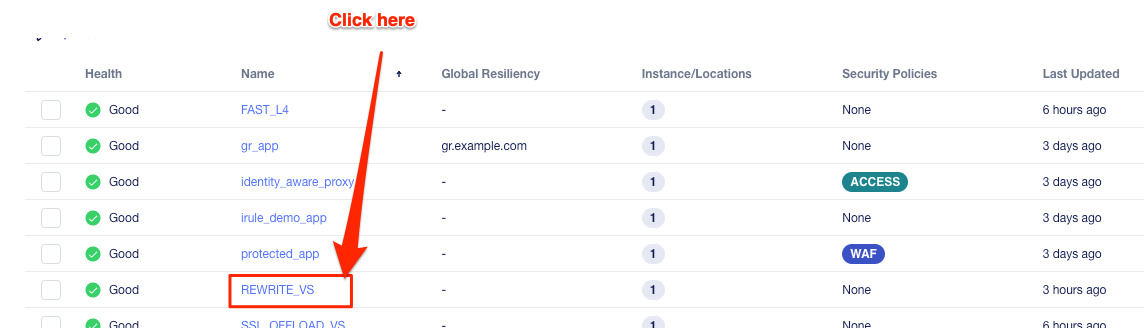 Click here
Health Name Global Resiliency Instance/Locations Security Policies Last Updated
Good FAST_L4 - 1 None 6 hours ago
Good gr_app gr.example.com 1 None 3 days ago
Good identity_aware_proxy - 1 ACCESS 3 days ago
Good irule_demo_app - 1 None 3 days ago
Good protected_app - 1 WAF 3 days ago
Good REWRITE_VS - 1 None 3 hours ago
Good SSL_OFFLOAD_VS - 1 None 6 hours ago